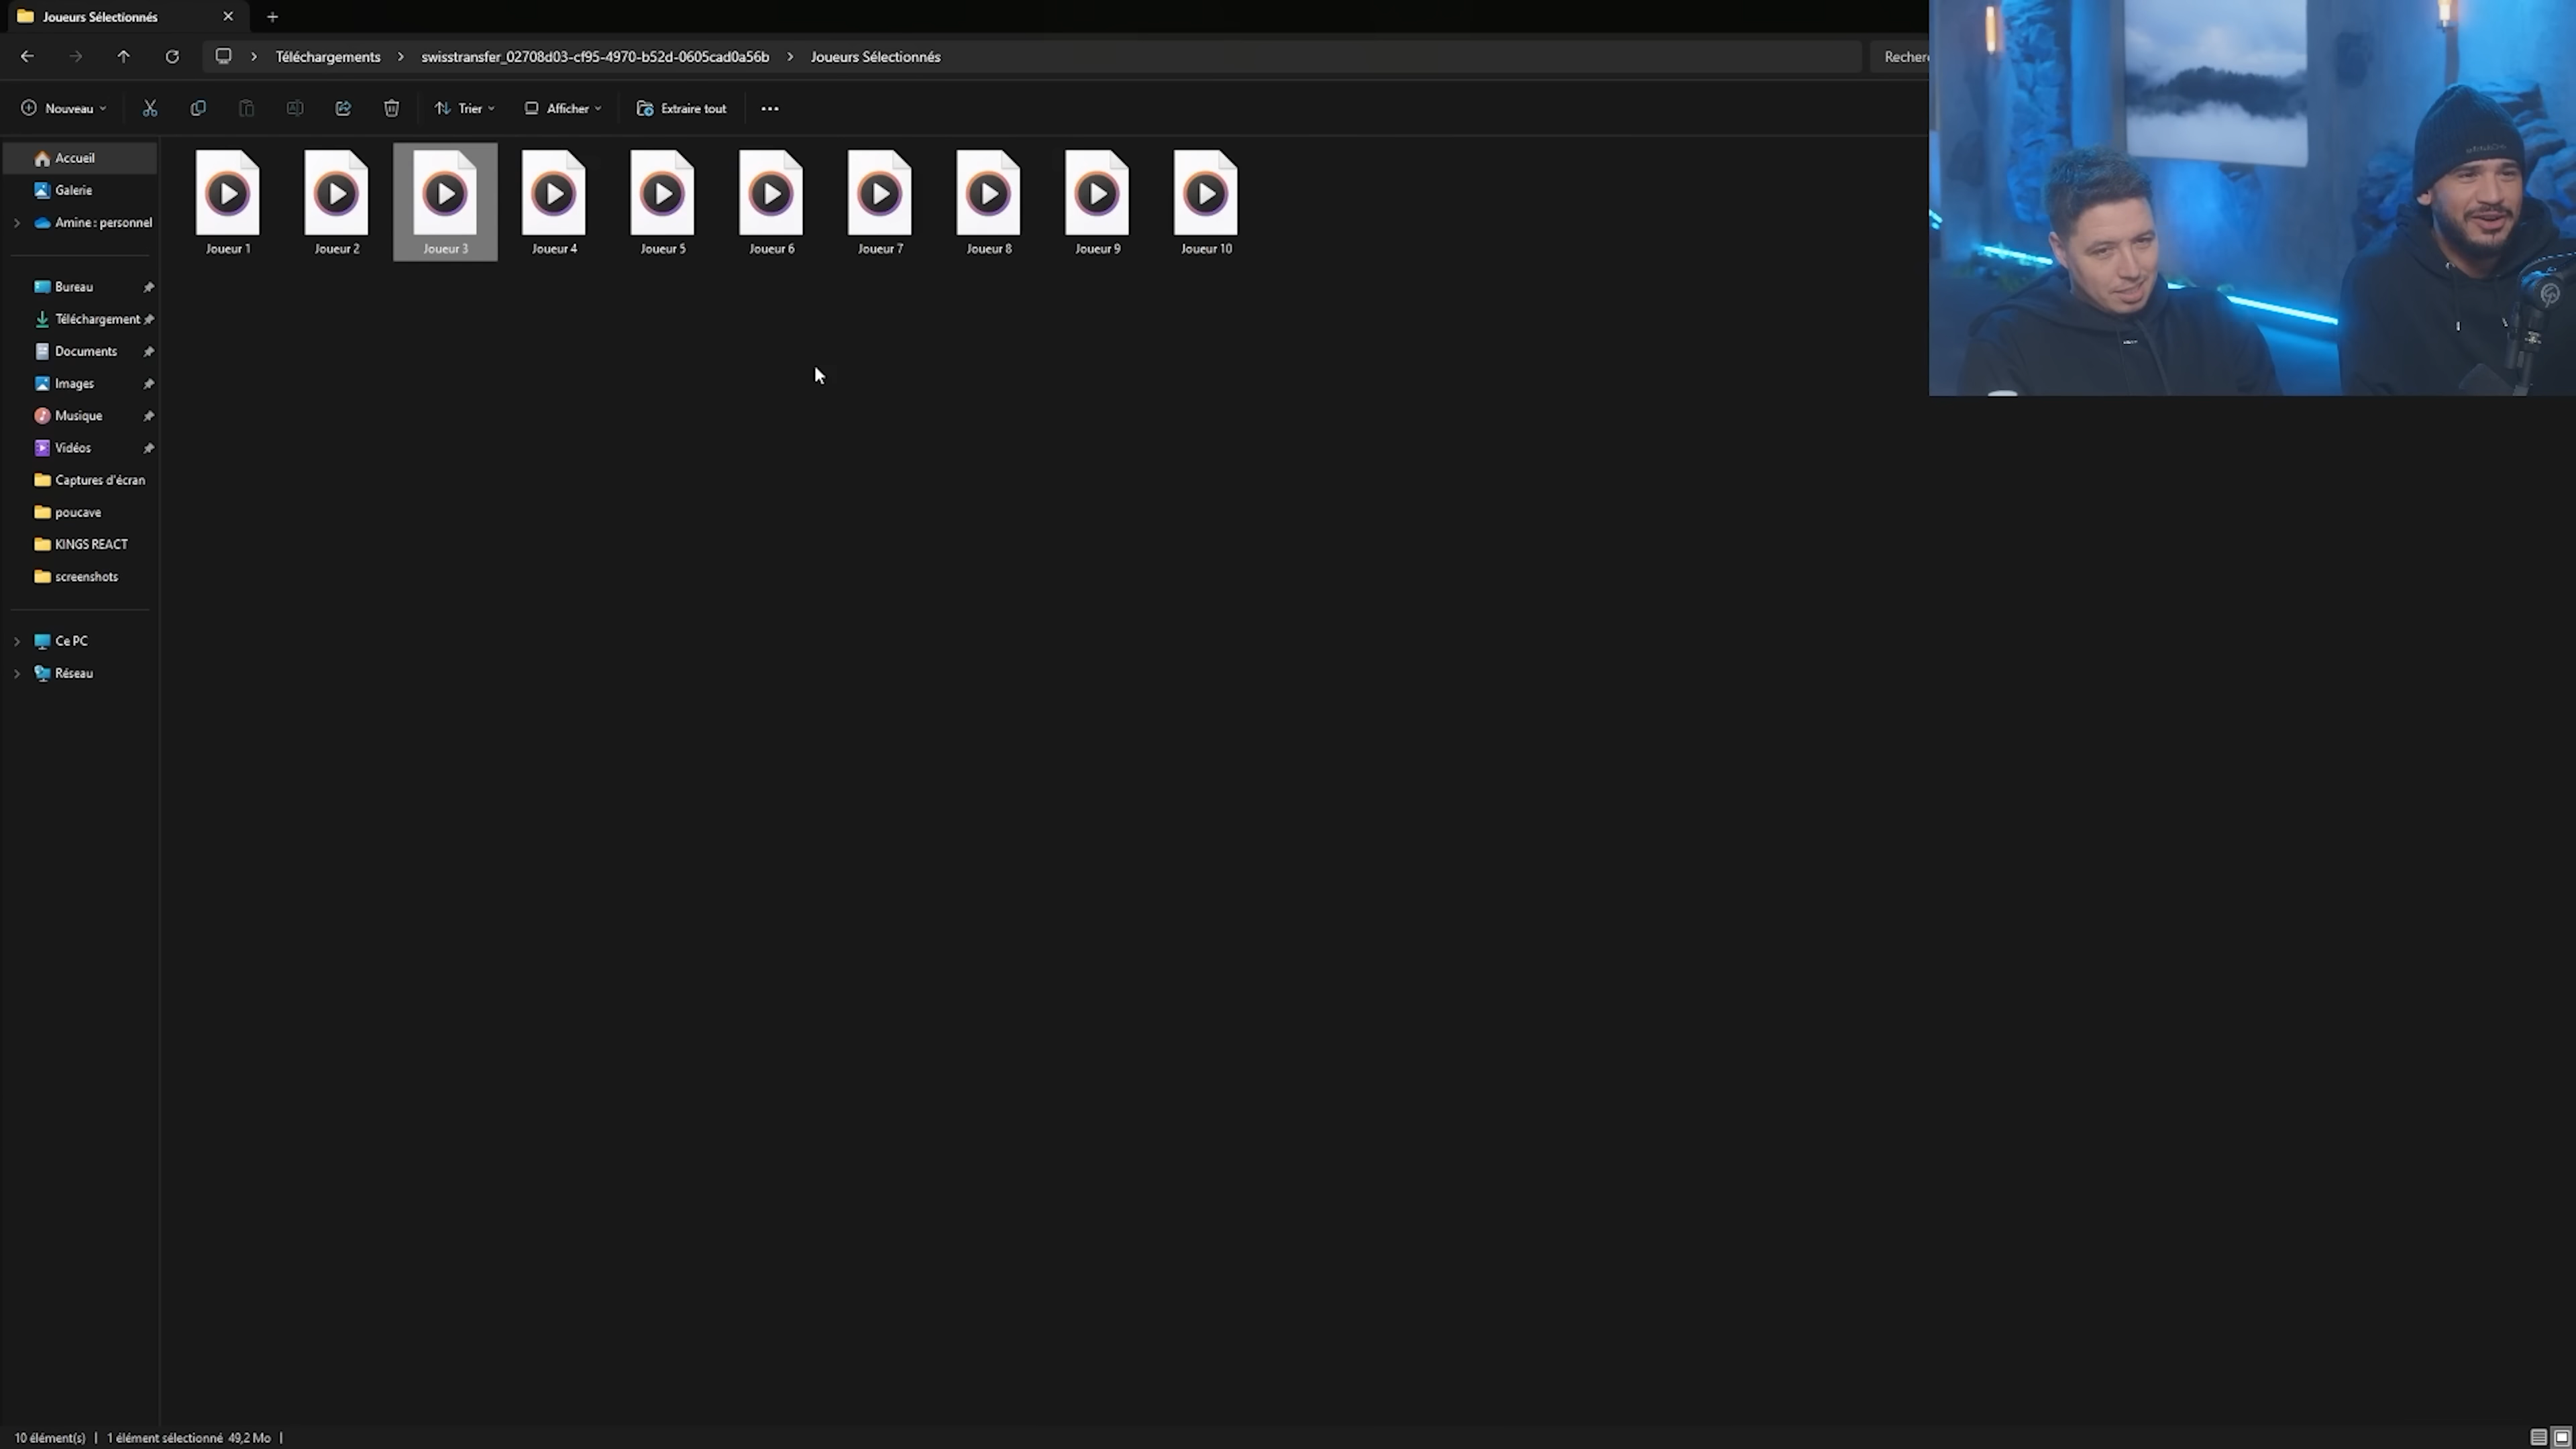 Joueurs Sélectionnés
Téléchargements > swisstransfer_02708d03-cf95-4970-b52d-0605cad0a56b > Joueurs Sélectionnés
Recher
Nouveau
Trier
Afficher
Extraire tout
Accueil
Galerie
Amine : personnel
Bureau
Téléchargement
Documents
Images
Musique
Vidéos
Captures d'écran
poucave
KINGS REACT
screenshots
Ce PC
Réseau
Joueur 1
Joueur 2
Joueur 3
Joueur 4
Joueur 5
Joueur 6
Joueur 7
Joueur 8
Joueur 9
Joueur 10
10 élément(s) | 1 élément sélectionné 49,2 Mo |